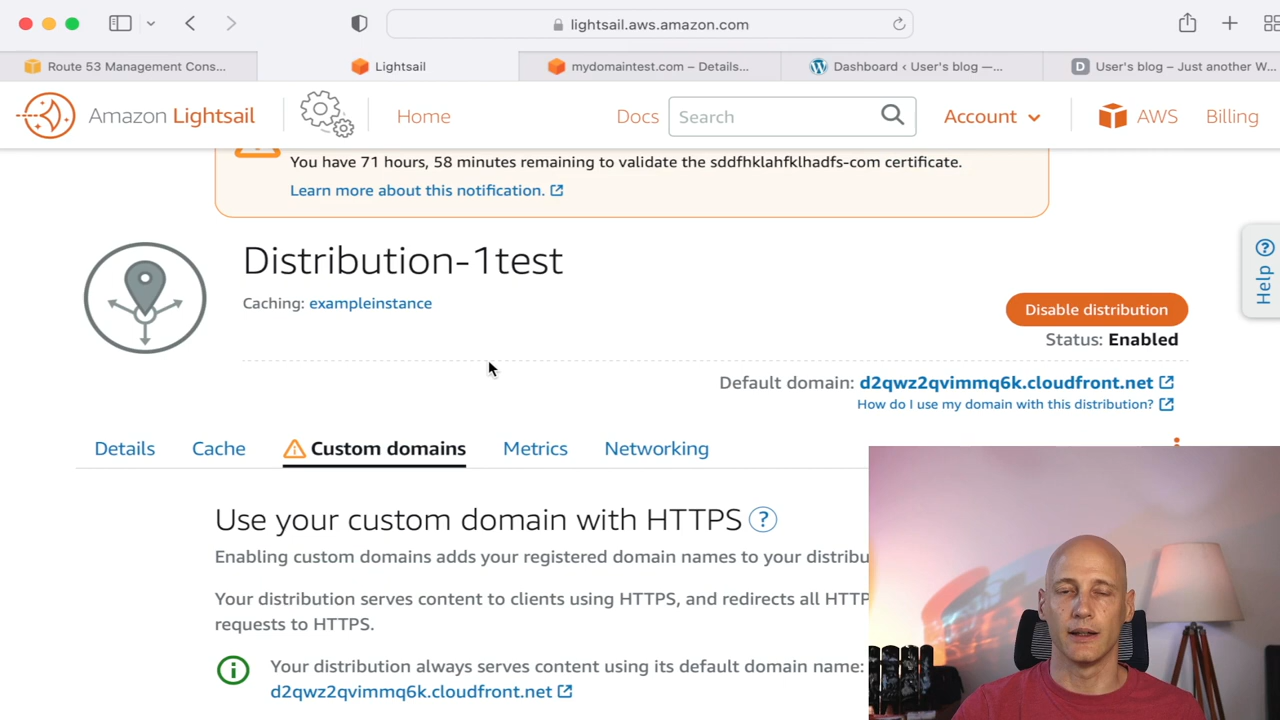 lightsail.aws.amazon.com
Route 53 Management Cons...
Lightsail
mydomaintest.com – Details...
Dashboard ‹ User's blog —...
D
User's blog – Just another W...
Amazon Lightsail
Home
Docs
Search
Account
AWS
Billing
You have 71 hours, 58 minutes remaining to validate the sddfhklahfklhadfs-com certificate.
Learn more about this notification.
Distribution-1test
Caching: exampleinstance
Help
Disable distribution
Status: Enabled
Default domain: d2qwz2qvimmq6k.cloudfront.net
How do I use my domain with this distribution?
Details
Cache
Custom domains
Metrics
Networking
Use your custom domain with HTTPS ?
Enabling custom domains adds your registered domain names to your distribu
Your distribution serves content to clients using HTTPS, and redirects all HTTP
requests to HTTPS.
Your distribution always serves content using its default domain name:
d2qwz2qvimmq6k.cloudfront.net